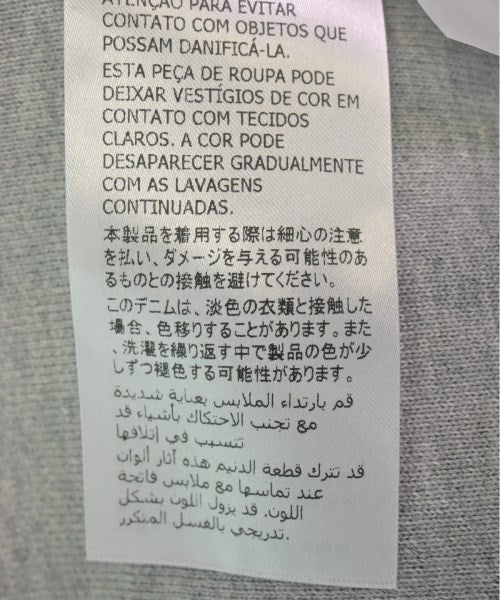 ATENÇÃO PARA EVITAR
CONTATO COM OBJETOS QUE
POSSAM DANIFICÁ-LA.
ESTA PEÇA DE ROUPA PODE
DEIXAR VESTÍGIOS DE COR EM
CONTATO COM TECIDOS
CLAROS. A COR PODE
DESAPARECER GRADUALMENTE
COM AS LAVAGENS
CONTINUADAS.
本製品を着用する際は細心の注意
を払い、ダメージを与える可能性のあ
るものとの接触を避けてください。
このデニムは、淡色の衣類と接触した
場合、色移りすることがあります。また
、洗濯を繰り返す中で製品の色が少
しずつ褪色する可能性があります。
قم بارتداء الملابس بعناية شديدة
مع تجنب الاحتكاك بأشياء قد
تتسبب في إتلافها
قد تترك قطعة الدنيم هذه آثار ألوان
عند تماسها مع ملابس فاتحة
اللون. قد يزول اللون بشكل
تدريجي بالغسل المتكرر.